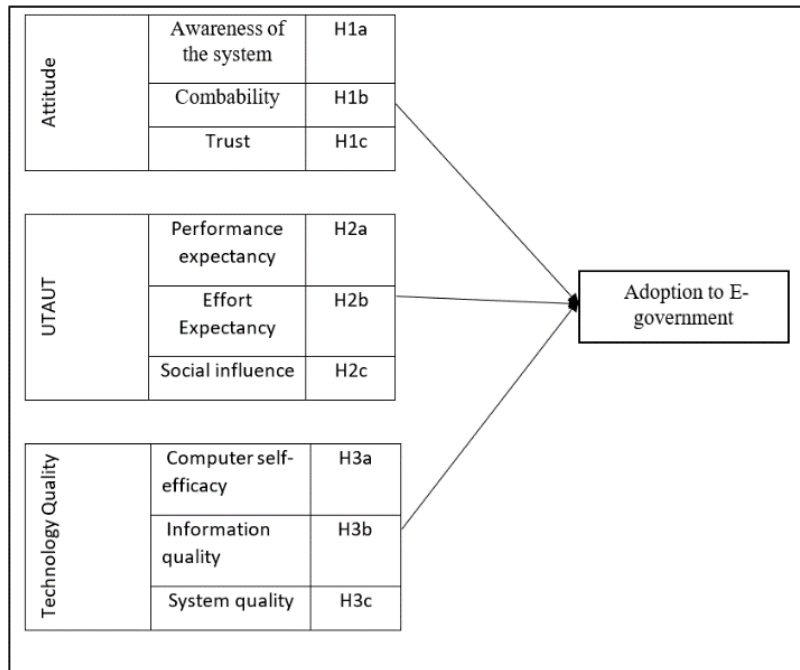 Attitude
Awareness of
the system
H1a
Combability
H1b
Trust
H1c
UTAUT
Performance
expectancy
H2a
Effort
Expectancy
H2b
Social influence
H2c
Adoption to E-
government
Technology Quality
Computer self-
efficacy
H3a
Information
quality
H3b
System quality
H3c